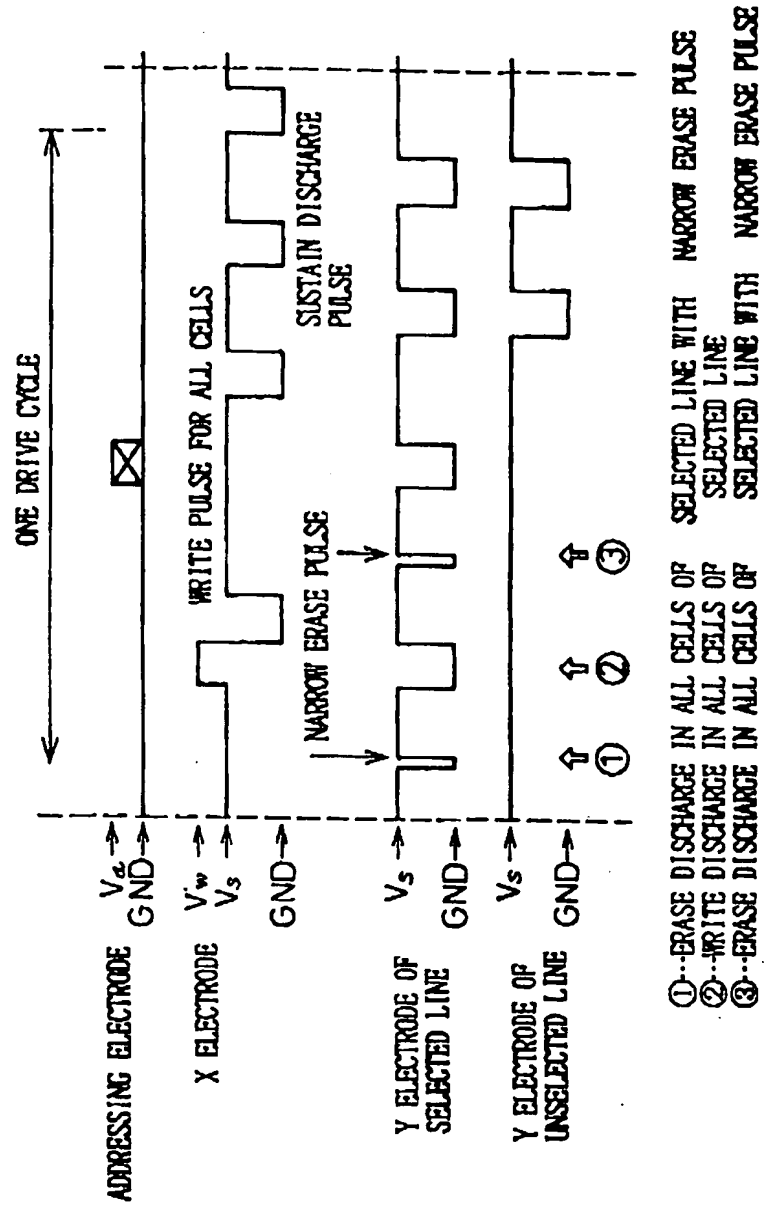 ONE DRIVE CYCLE
ADDRESSING ELECTRODE
Va
GND
X ELECTRODE
Vw
Vs
GND
WRITE PULSE FOR ALL CELLS
SUSTAIN DISCHARGE
PULSE
NARROW ERASE PULSE
Y ELECTRODE OF
SELECTED LINE
Vs
GND
Y ELECTRODE OF
UNSELECTED LINE
Vs
GND
① ② ③
①···ERASE DISCHARGE IN ALL CELLS OF SELECTED LINE WITH NARROW ERASE PULSE
②···WRITE DISCHARGE IN ALL CELLS OF SELECTED LINE
③···ERASE DISCHARGE IN ALL CELLS OF SELECTED LINE WITH NARROW ERASE PULSE